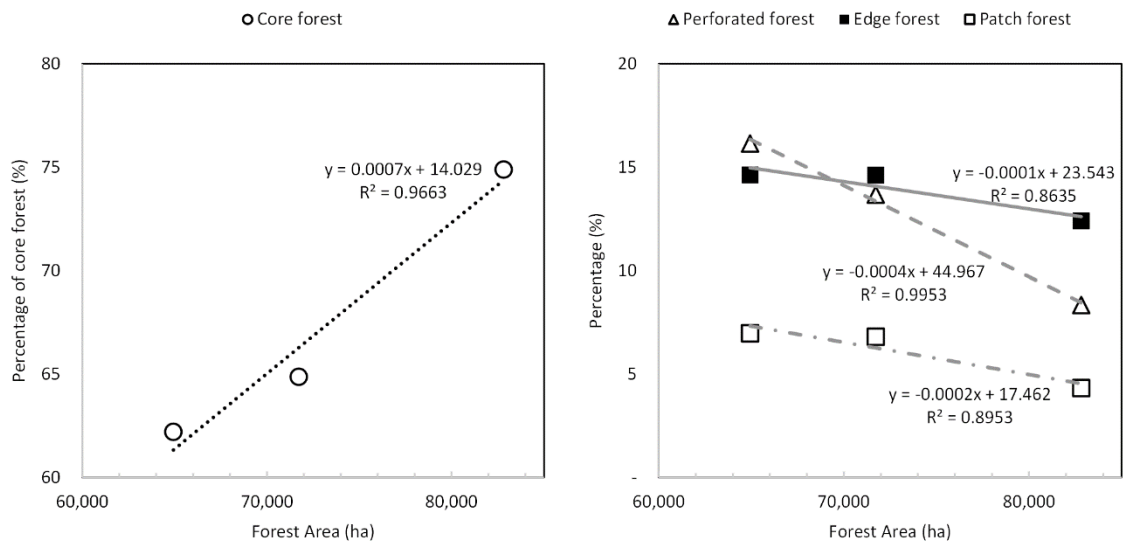 Core forest
80
75
70
65
60
60,000
70,000
80,000
Percentage of core forest (%)
Forest Area (ha)
y = 0.0007x + 14.029
R² = 0.9663
Perforated forest
Edge forest
Patch forest
20
15
10
5
-
60,000
70,000
80,000
Percentage (%)
Forest Area (ha)
y = -0.0001x + 23.543
R² = 0.8635
y = -0.0004x + 44.967
R² = 0.9953
y = -0.0002x + 17.462
R² = 0.8953